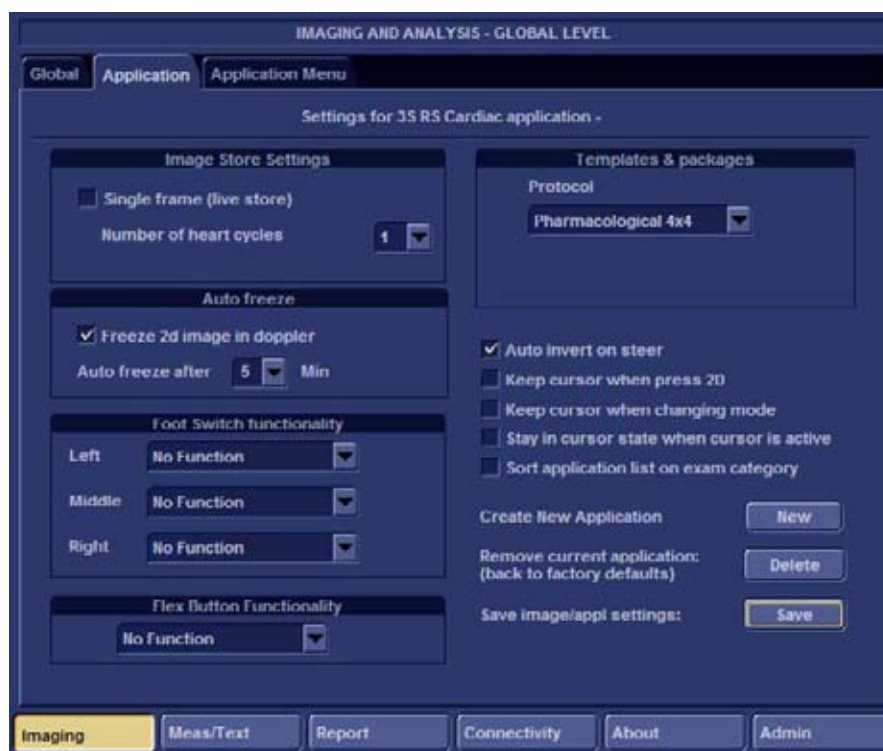 IMAGING AND ANALYSIS - GLOBAL LEVEL
Global Application Application Menu
Settings for 3S RS Cardiac application -
Image Store Settings
Single frame (live store)
Number of heart cycles 1
Auto freeze
Freeze 2d image in doppler
Auto freeze after 5 Min
Foot Switch functionality
Left No Function
Middle No Function
Right No Function
Flex Button Functionality
No Function
Templates & packages
Protocol
Pharmacological 4x4
Auto invert on steer
Keep cursor when press 2D
Keep cursor when changing mode
Stay in cursor state when cursor is active
Sort application list on exam category
Create New Application New
Remove current application: Delete
(back to factory defaults)
Save image/appl settings: Save
Imaging Meas/Text Report Connectivity About Admin